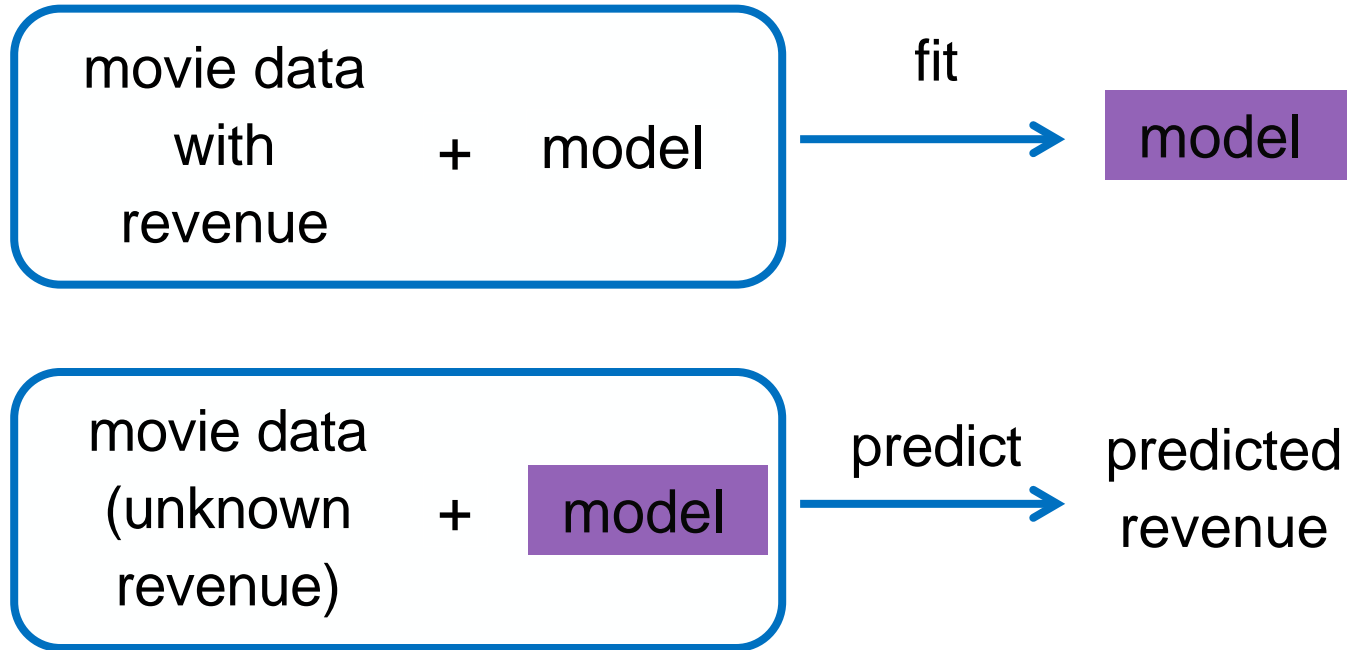 movie data
with
revenue
+
model
fit
model
movie data
(unknown
revenue)
+
model
predict
predicted
revenue